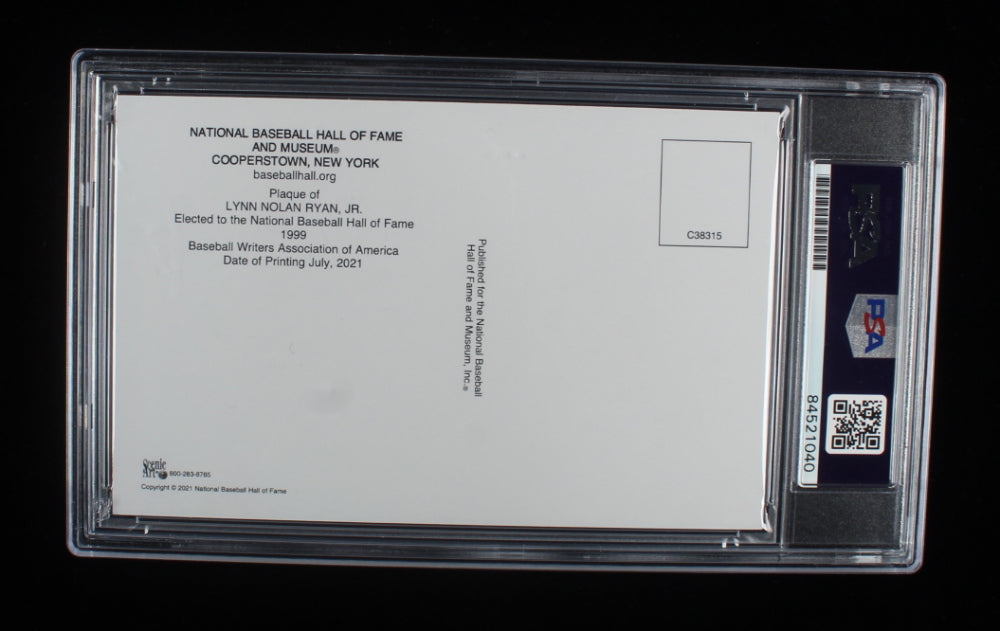 NATIONAL BASEBALL HALL OF FAME
AND MUSEUM®
COOPERSTOWN, NEW YORK
baseballhall.org
Plaque of
LYNN NOLAN RYAN, JR.
Elected to the National Baseball Hall of Fame
1999
Baseball Writers Association of America
Date of Printing July, 2021
C38315
Published for the National Baseball
Hall of Fame and Museum, Inc.®
Scenic
Art 800-283-8785
Copyright © 2021 National Baseball Hall of Fame
PSA
PSA
84521040